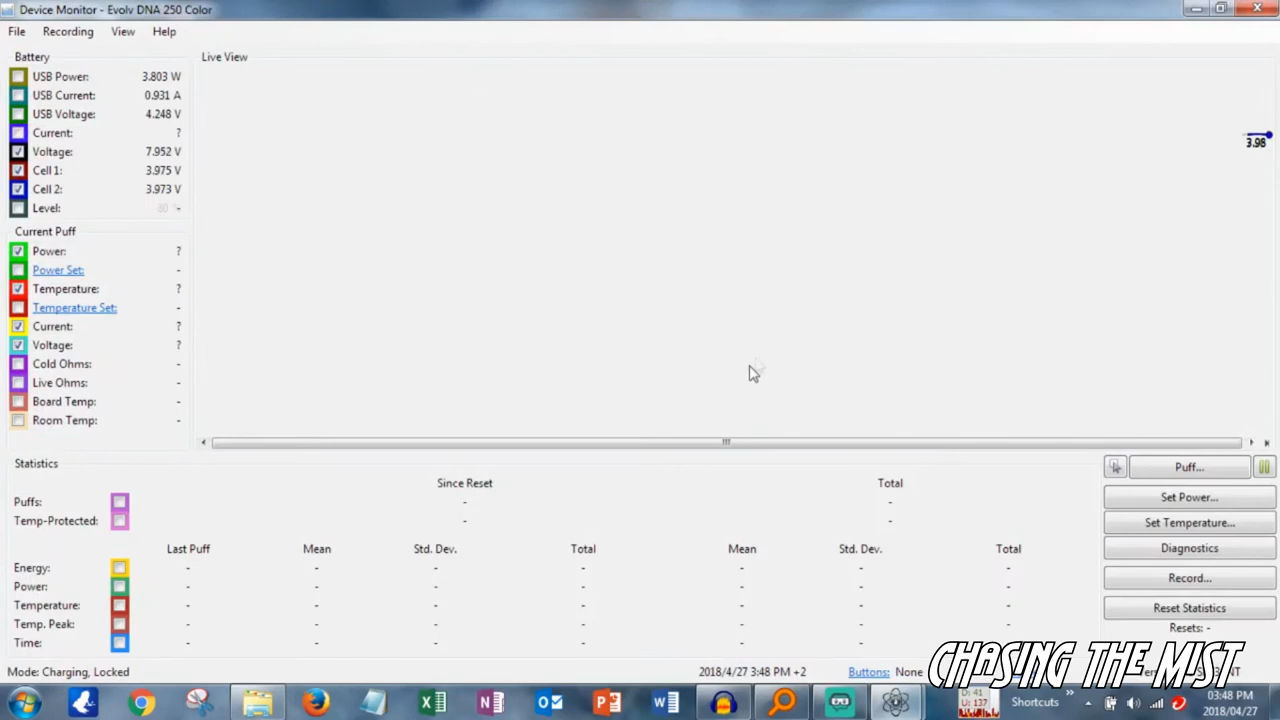 Device Monitor - Evolv DNA 250 Color
File Recording View Help
Battery
USB Power: 3.803 W
USB Current: 0.931 A
USB Voltage: 4.248 V
Current: ?
Voltage: 7.952 V
Cell 1: 3.975 V
Cell 2: 3.973 V
Level: 80 % -
Live View
3.98
Current Puff
Power: ?
Power Set: -
Temperature: ?
Temperature Set: -
Current: ?
Voltage: ?
Cold Ohms: -
Live Ohms: -
Board Temp: -
Room Temp: -
Statistics
Since Reset Total
Puffs: - -
Temp-Protected: - -
Last Puff Mean Std. Dev. Total Mean Std. Dev. Total
Energy: - - - - - - -
Power: - - - - - - -
Temperature: - - - - - - -
Temp. Peak: - - - - - - -
Time: - - - - - - -
Puff...
Set Power...
Set Temperature...
Diagnostics
Record...
Reset Statistics
Resets: -
Mode: Charging, Locked 2018/4/27 3:48 PM +2 Buttons: None
CHASING THE MIST
D: 41
U: 137
Shortcuts
03:48 PM
2018/04/27